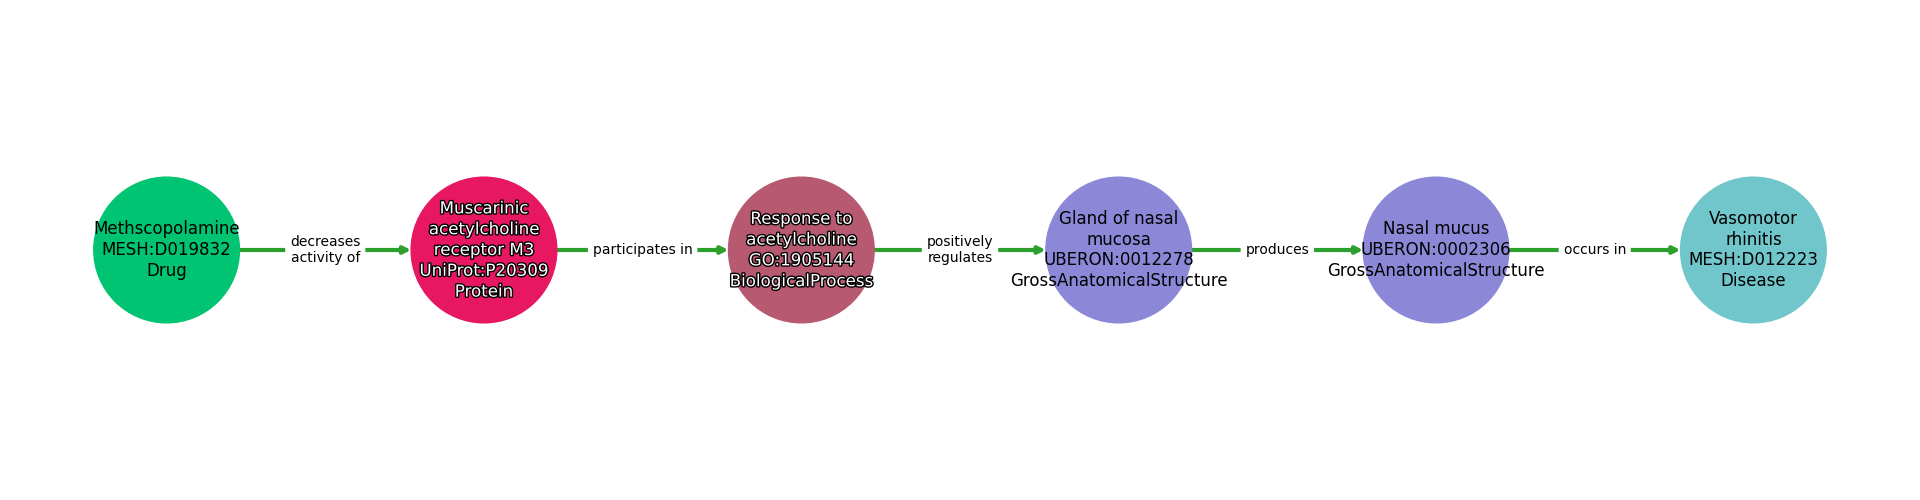 Methscopolamine
MESH:D019832
Drug
decreases
activity of
Muscarinic
acetylcholine
receptor M3
UniProt:P20309
Protein
participates in
Response to
acetylcholine
GO:1905144
BiologicalProcess
positively
regulates
Gland of nasal
mucosa
UBERON:0012278
GrossAnatomicalStructure
produces
Nasal mucus
UBERON:0002306
GrossAnatomicalStructure
occurs in
Vasomotor
rhinitis
MESH:D012223
Disease